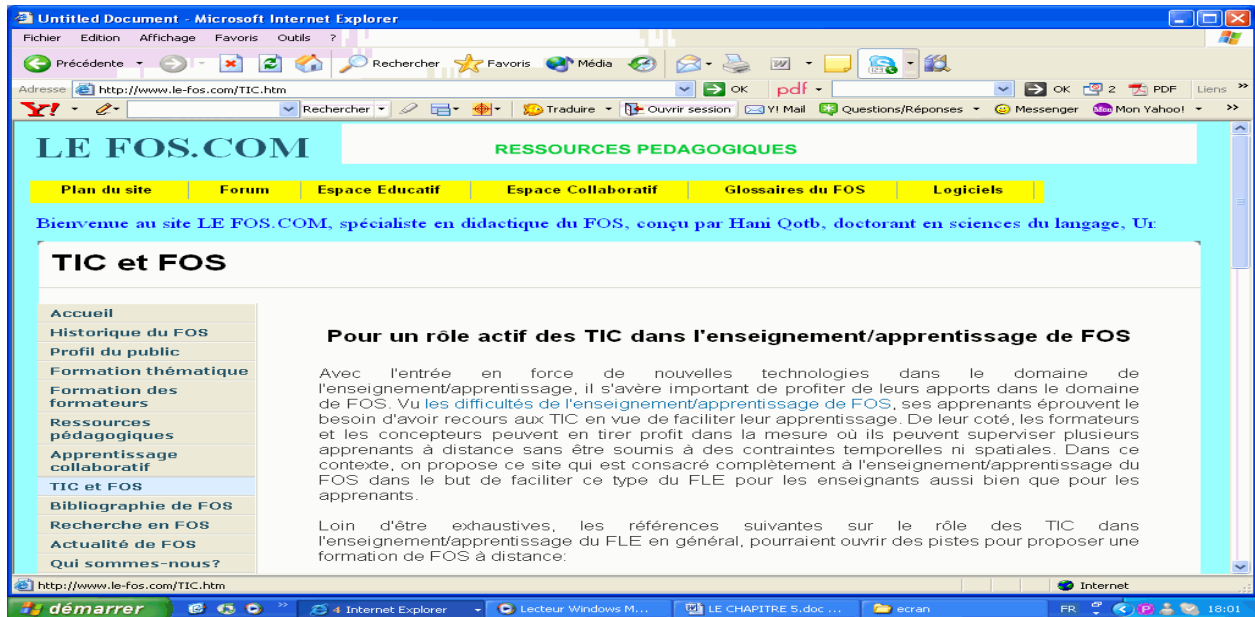 Untitled Document - Microsoft Internet Explorer
Fichier Edition Affichage Favoris Outils ?
Précédente Rechercher Favoris Média
Adresse http://www.le-fos.com/TIC.htm OK pdf OK 2 PDF Liens »
Y! Rechercher Traduire Ouvrir session Y! Mail Questions/Réponses Messenger Mon Yahoo! »
LE FOS.COM RESSOURCES PEDAGOGIQUES
Plan du site Forum Espace Educatif Espace Collaboratif Glossaires du FOS Logiciels
Bienvenue au site LE FOS.COM, spécialiste en didactique du FOS, conçu par Hani Qotb, doctorant en sciences du langage,
TIC et FOS
Accueil
Historique du FOS
Profil du public
Formation thématique
Formation des
formateurs
Ressources
pédagogiques
Apprentissage
collaboratif
TIC et FOS
Bibliographie de FOS
Recherche en FOS
Actualité de FOS
Qui sommes-nous?
Pour un rôle actif des TIC dans l'enseignement/apprentissage de FOS
Avec l'entrée en force de nouvelles technologies dans le domaine de
l'enseignement/apprentissage, il s'avère important de profiter de leurs apports dans le domaine
de FOS. Vu les difficultés de l'enseignement/apprentissage de FOS, ses apprenants éprouvent le
besoin d'avoir recours aux TIC en vue de faciliter leur apprentissage. De leur coté, les formateurs
et les concepteurs peuvent en tirer profit dans la mesure où ils peuvent superviser plusieurs
apprenants à distance sans être soumis à des contraintes temporelles ni spatiales. Dans ce
contexte, on propose ce site qui est consacré complètement à l'enseignement/apprentissage du
FOS dans le but de faciliter ce type du FLE pour les enseignants aussi bien que pour les
apprenants.
Loin d'être exhaustives, les références suivantes sur le rôle des TIC dans
l'enseignement/apprentissage du FLE en général, pourraient ouvrir des pistes pour proposer une
formation de FOS à distance:
http://www.le-fos.com/TIC.htm Internet
démarrer » 4 Internet Explorer Lecteur Windows M... LE CHAPITRE 5.doc ... ecran FR 18:01